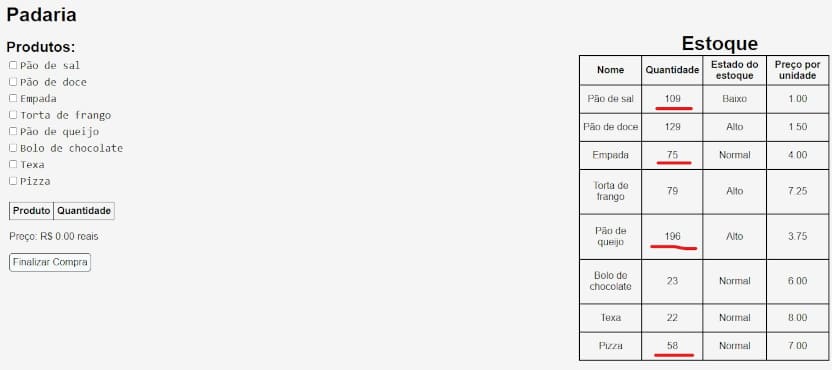 Padaria
Produtos:
Pão de sal
Pão de doce
Empada
Torta de frango
Pão de queijo
Bolo de chocolate
Texa
Pizza
Produto Quantidade
Preço: R$ 0.00 reais
Finalizar Compra
Estoque
Nome Quantidade Estado do estoque Preço por unidade
Pão de sal 109 Baixo 1.00
Pão de doce 129 Alto 1.50
Empada 75 Normal 4.00
Torta de frango 79 Alto 7.25
Pão de queijo 196 Alto 3.75
Bolo de chocolate 23 Normal 6.00
Texa 22 Normal 8.00
Pizza 58 Normal 7.00